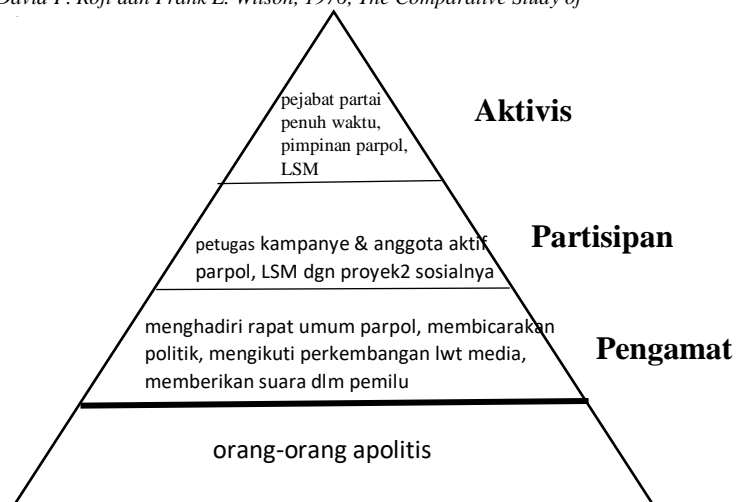 David F. Roft dan Frank L. Wilson, 1976, The Comparative Study of
pejabat partai
penuh waktu,
pimpinan parpol,
LSM
Aktivis
petugas kampanye & anggota aktif
parpol, LSM dgn proyek2 sosialnya
Partisipan
menghadiri rapat umum parpol, membicarakan
politik, mengikuti perkembangan lwt media,
memberikan suara dlm pemilu
Pengamat
orang-orang apolitis